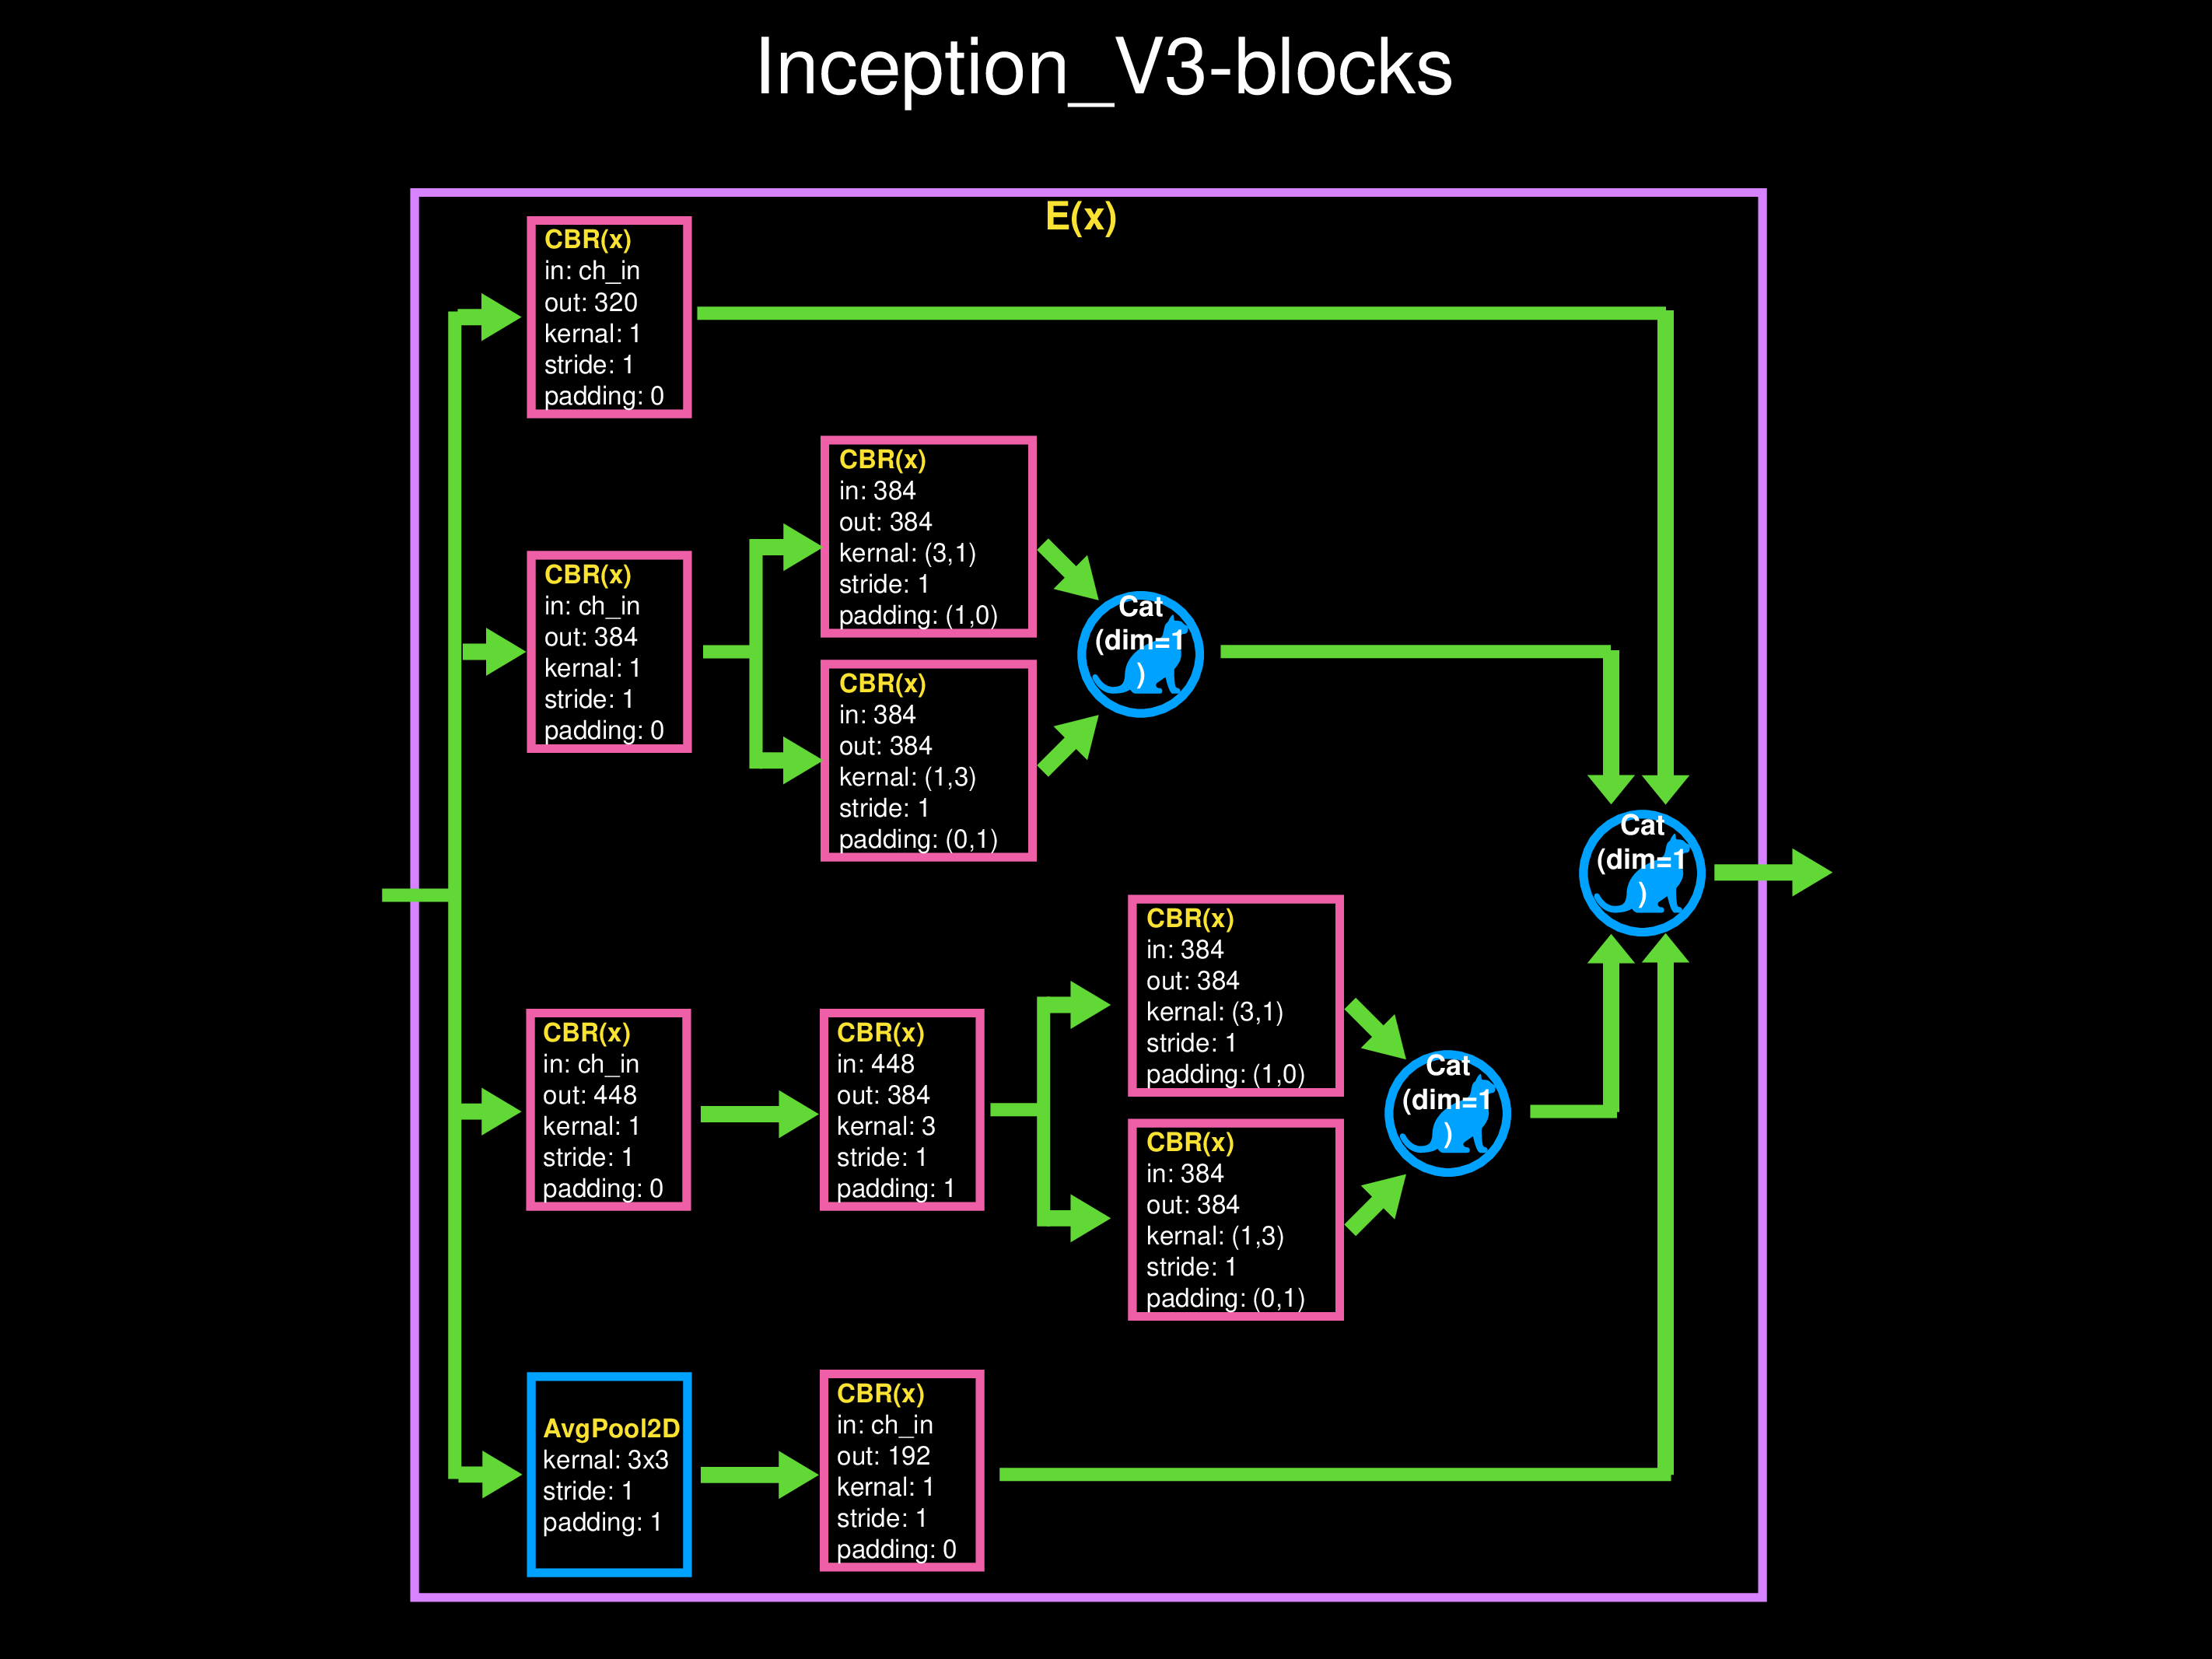 Inception_V3-blocks
E(x)
CBR(x)
in: ch_in
out: 320
kernal: 1
stride: 1
padding: 0
CBR(x)
in: ch_in
out: 384
kernal: 1
stride: 1
padding: 0
CBR(x)
in: 384
out: 384
kernal: (3,1)
stride: 1
padding: (1,0)
CBR(x)
in: 384
out: 384
kernal: (1,3)
stride: 1
padding: (0,1)
Cat
(dim=1
)
Cat
(dim=1
)
CBR(x)
in: ch_in
out: 448
kernal: 1
stride: 1
padding: 0
CBR(x)
in: 448
out: 384
kernal: 3
stride: 1
padding: 1
CBR(x)
in: 384
out: 384
kernal: (3,1)
stride: 1
padding: (1,0)
CBR(x)
in: 384
out: 384
kernal: (1,3)
stride: 1
padding: (0,1)
Cat
(dim=1
)
AvgPool2D
kernal: 3x3
stride: 1
padding: 1
CBR(x)
in: ch_in
out: 192
kernal: 1
stride: 1
padding: 0